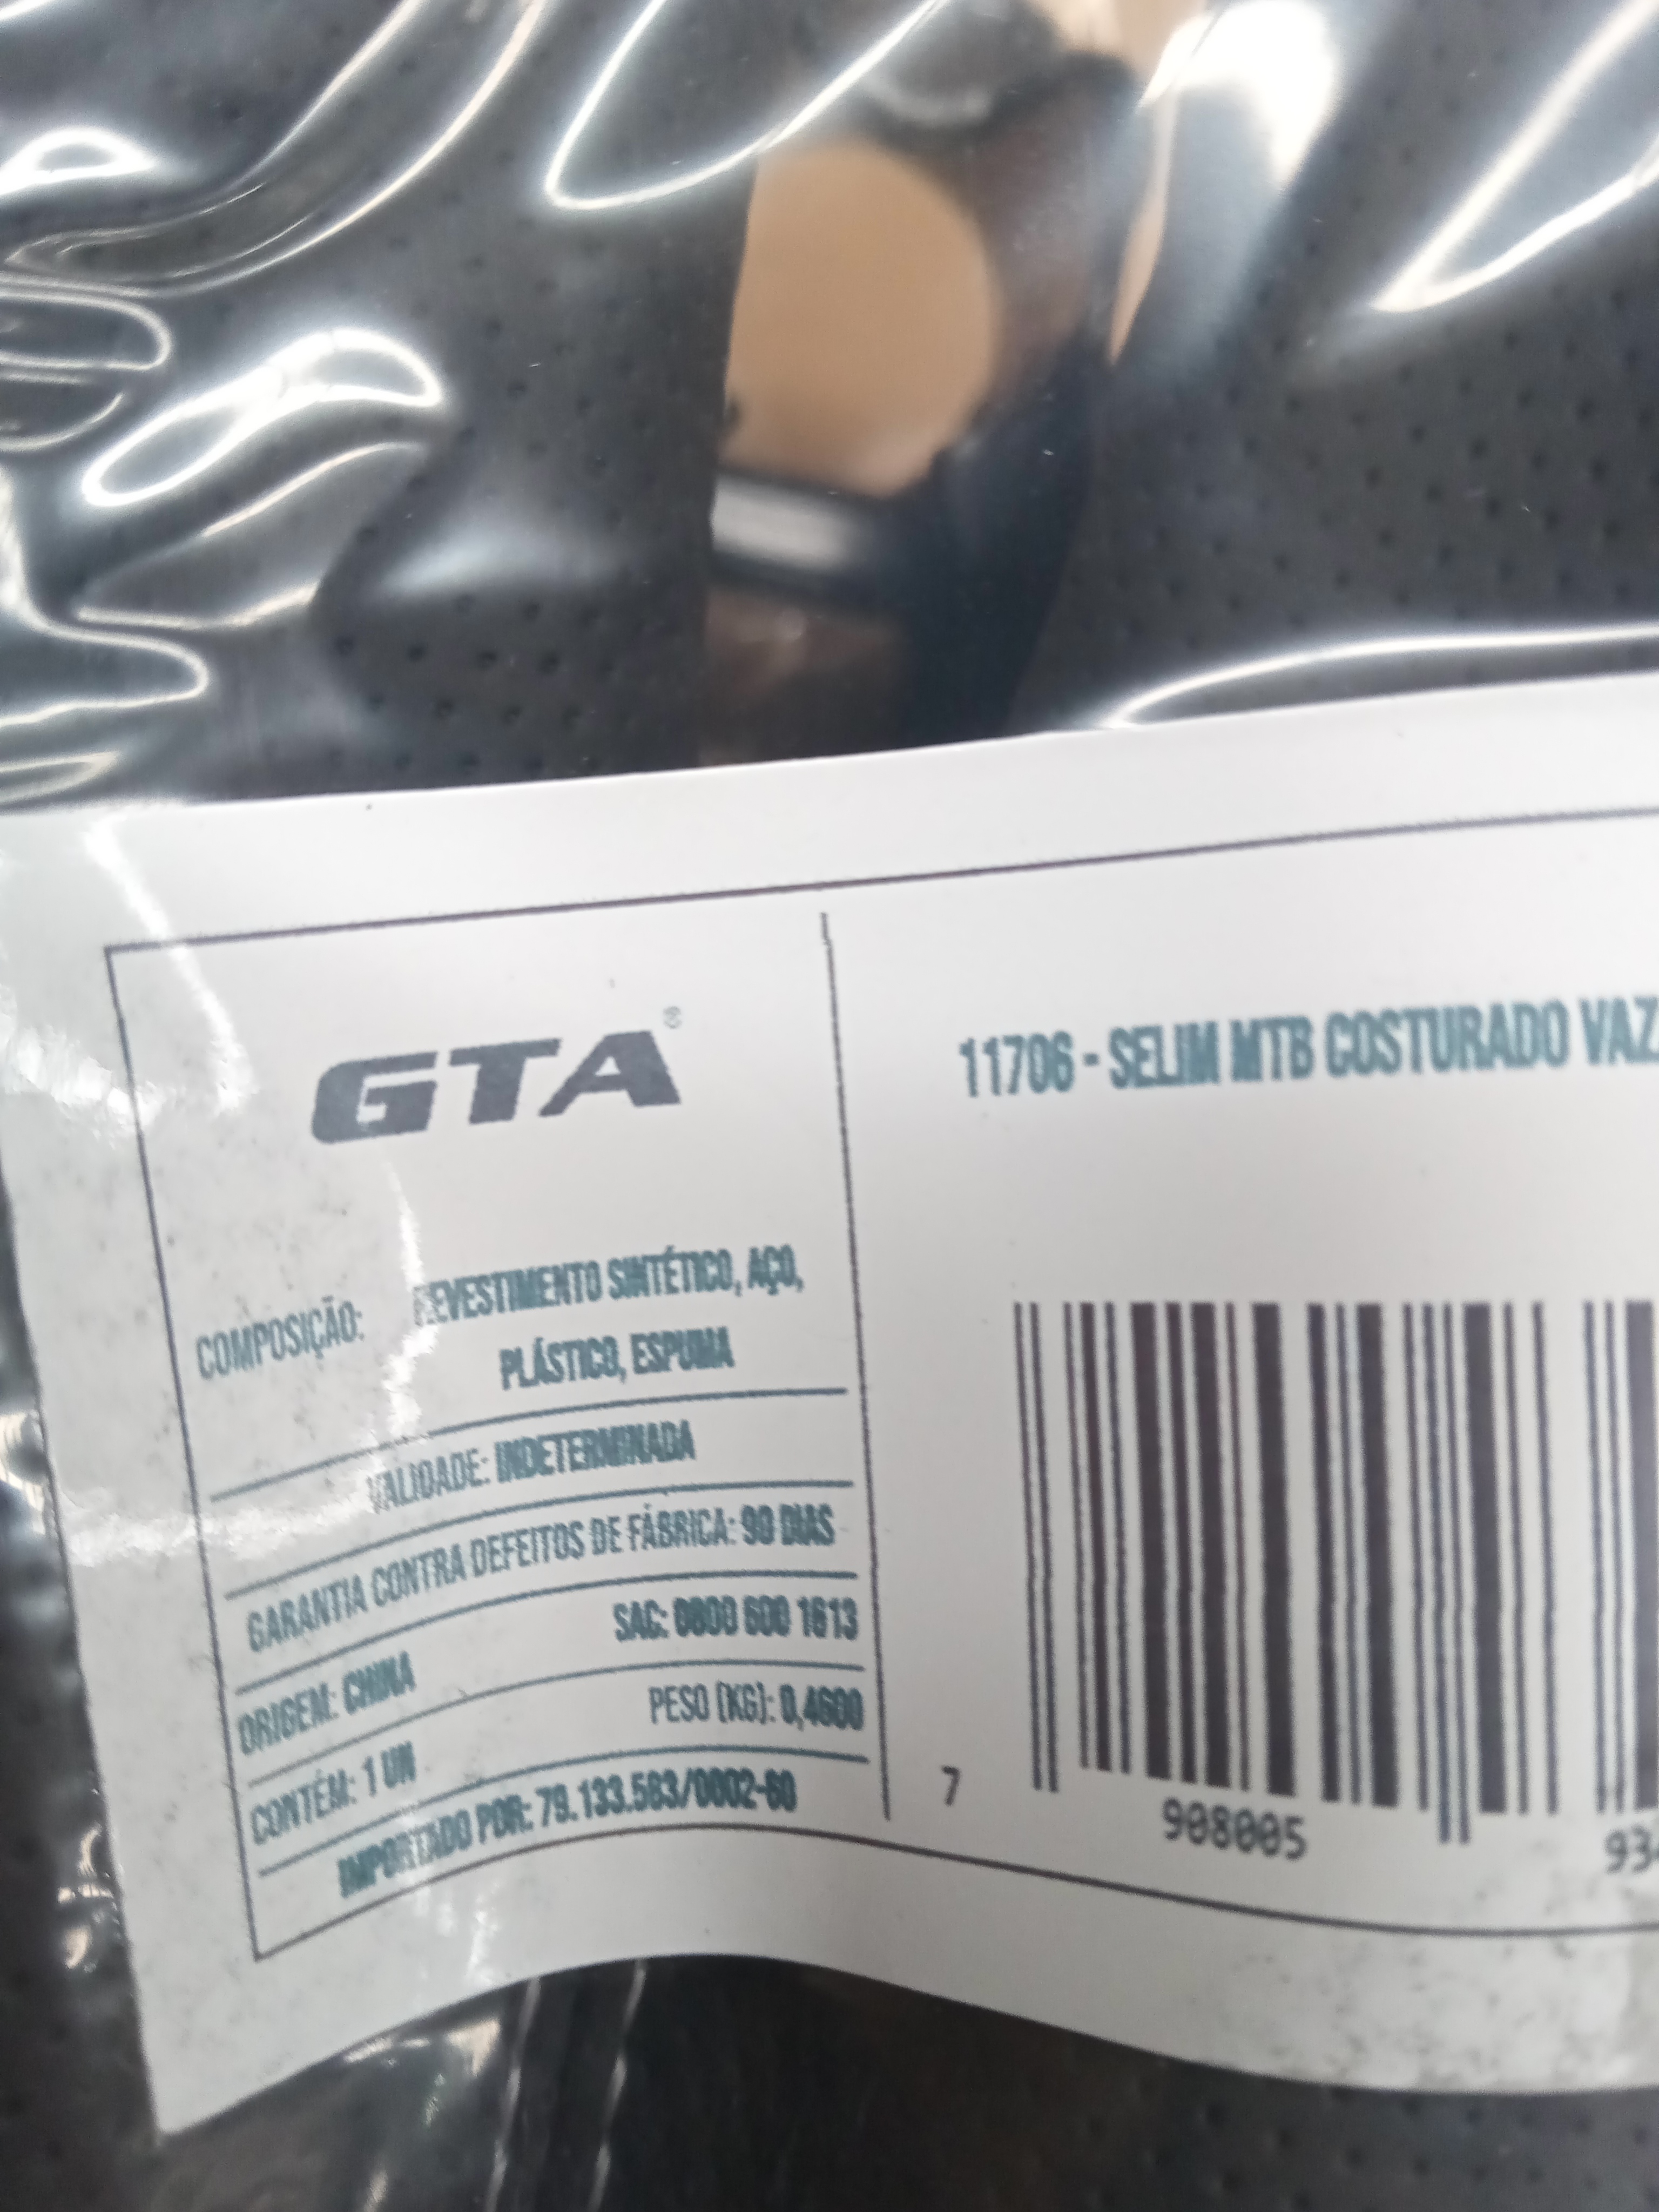 GTA®
11706 - SELIM MTB COSTURADO VAZ
COMPOSIÇÃO: REVESTIMENTO SINTÉTICO, AÇO,
PLÁSTICO, ESPUMA
VALIDADE: INDETERMINADA
GARANTIA CONTRA DEFEITOS DE FÁBRICA: 90 DIAS
SAC: 0800 600 1613
ORIGEM: CHINA
PESO (KG): 0,4600
CONTÉM: 1 UN
IMPORTADO POR: 79.133.583/0002-60
7 908005 934